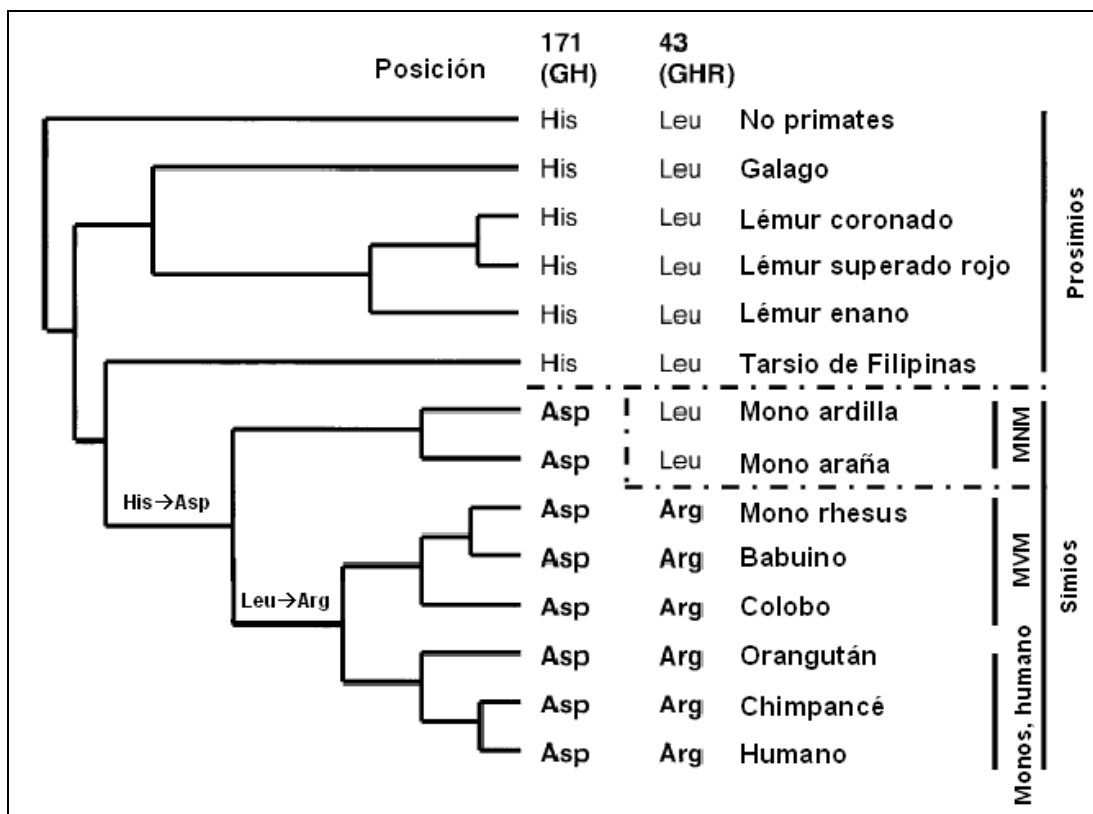 171 43
Posición (GH) (GHR)
His Leu No primates
His Leu Galago
His Leu Lémur coronado
His Leu Lémur superado rojo
His Leu Lémur enano
His Leu Tarsio de Filipinas
Asp Leu Mono ardilla
Asp Leu Mono araña
His→Asp
Asp Arg Mono rhesus
Asp Arg Babuino
Leu→Arg
Asp Arg Colobo
Asp Arg Orangután
Asp Arg Chimpancé
Asp Arg Humano
Prosimios
MNM
MVM
Monos, humano
Simios